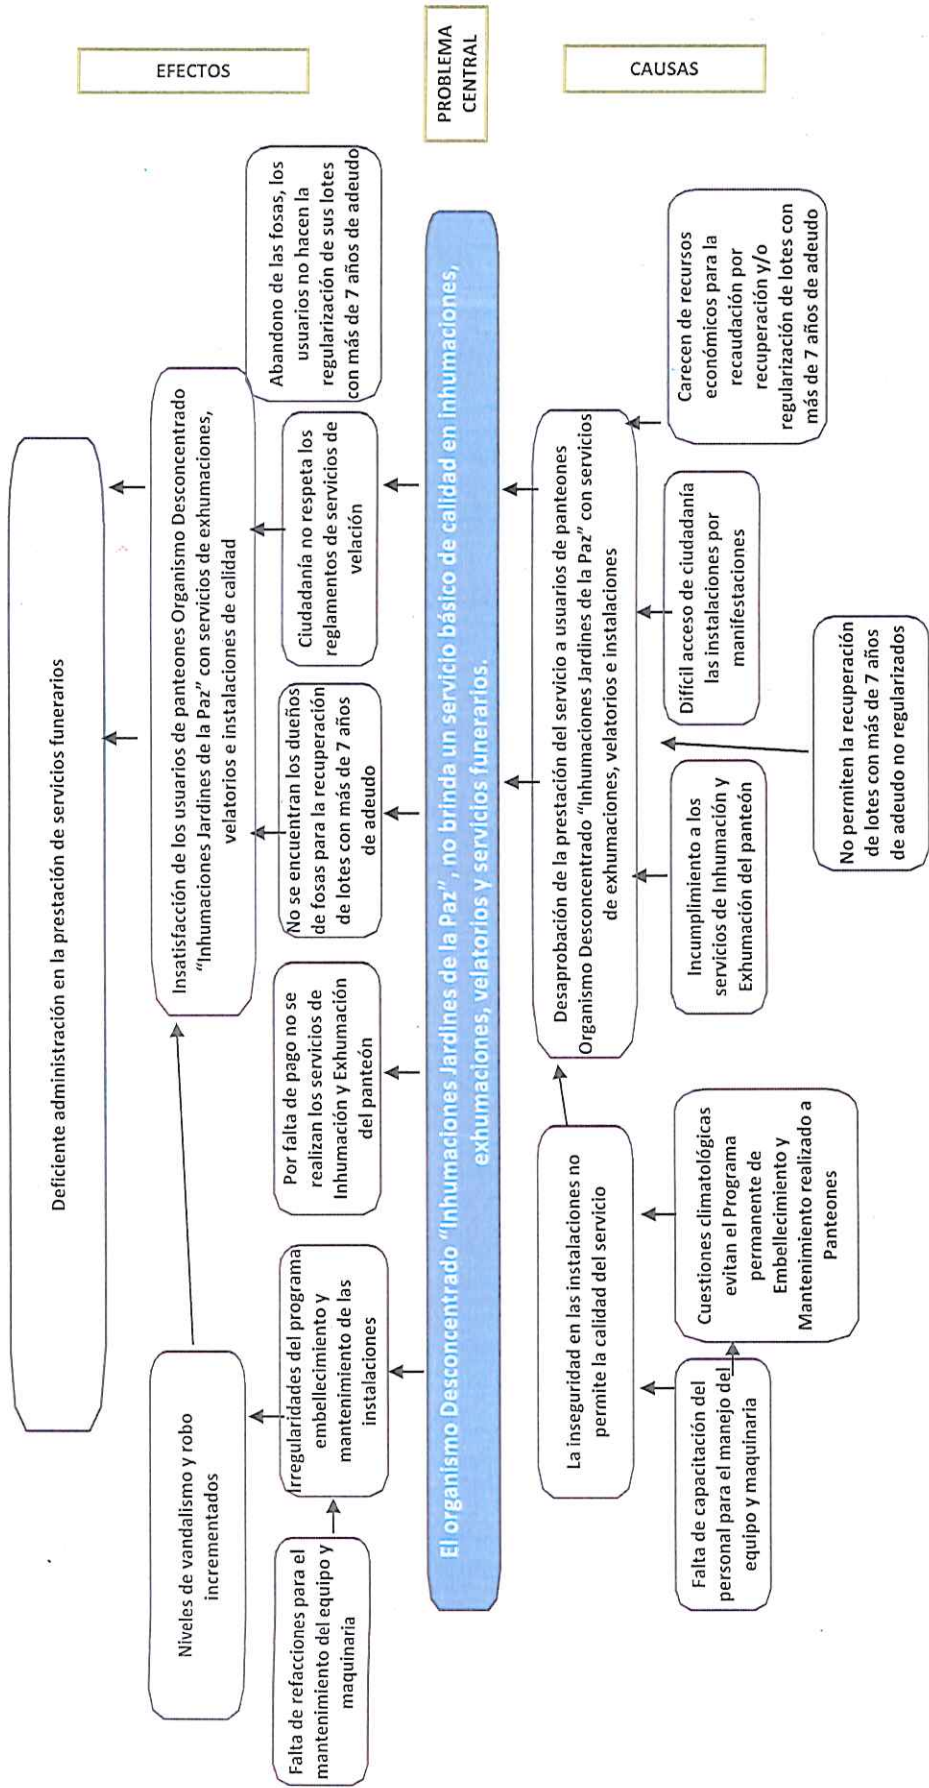 EFECTOS
Deficiente administración en la prestación de servicios funerarios
Niveles de vandalismo y robo
incrementados
Insatisfacción de los usuarios de panteones Organismo Desconcentrado
“Inhumaciones Jardines de la Paz” con servicios de exhumaciones,
velatorios e instalaciones de calidad
Falta de refacciones para el
mantenimiento del equipo y
maquinaria
Irregularidades del programa
embellecimiento y
mantenimiento de las
instalaciones
Por falta de pago no se
realizan los servicios de
Inhumación y Exhumación
del panteón
No se encuentran los dueños
de fosas para la recuperación
de lotes con más de 7 años
de adeudo
Ciudadanía no respeta los
reglamentos de servicios de
velación
Abandono de las fosas, los
usuarios no hacen la
regularización de sus lotes
con más de 7 años de adeudo
PROBLEMA
CENTRAL
El organismo Desconcentrado “Inhumaciones Jardines de la Paz”, no brinda un servicio básico de calidad en inhumaciones,
exhumaciones, velatorios y servicios funerarios.
CAUSAS
La inseguridad en las instalaciones no
permite la calidad del servicio
Desaprobación de la prestación del servicio a usuarios de panteones
Organismo Desconcentrado “Inhumaciones Jardines de la Paz” con servicios
de exhumaciones, velatorios e instalaciones
Falta de capacitación del
personal para el manejo del
equipo y maquinaria
Cuestiones climatológicas
evitan el Programa
permanente de
Embellecimiento y
Mantenimiento realizado a
Panteones
Incumplimiento a los
servicios de Inhumación y
Exhumación del panteón
Difícil acceso de ciudadanía
las instalaciones por
manifestaciones
Carecen de recursos
económicos para la
recaudación por
recuperación y/o
regularización de lotes con
más de 7 años de adeudo
No permiten la recuperación
de lotes con más de 7 años
de adeudo no regularizados